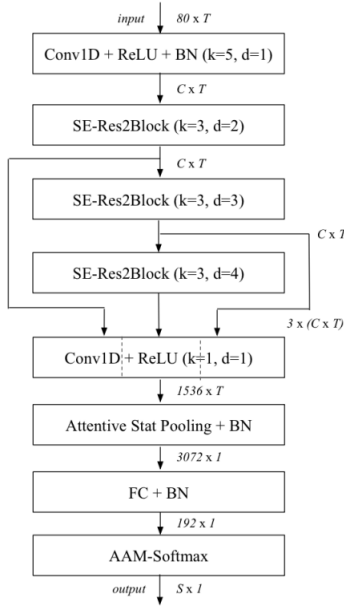 input 80 x T
Conv1D + ReLU + BN (k=5, d=1)
C x T
SE-Res2Block (k=3, d=2)
C x T
SE-Res2Block (k=3, d=3)
C x T
SE-Res2Block (k=3, d=4)
3 x (C x T)
Conv1D + ReLU (k=1, d=1)
1536 x T
Attentive Stat Pooling + BN
3072 x 1
FC + BN
192 x 1
AAM-Softmax
output S x 1